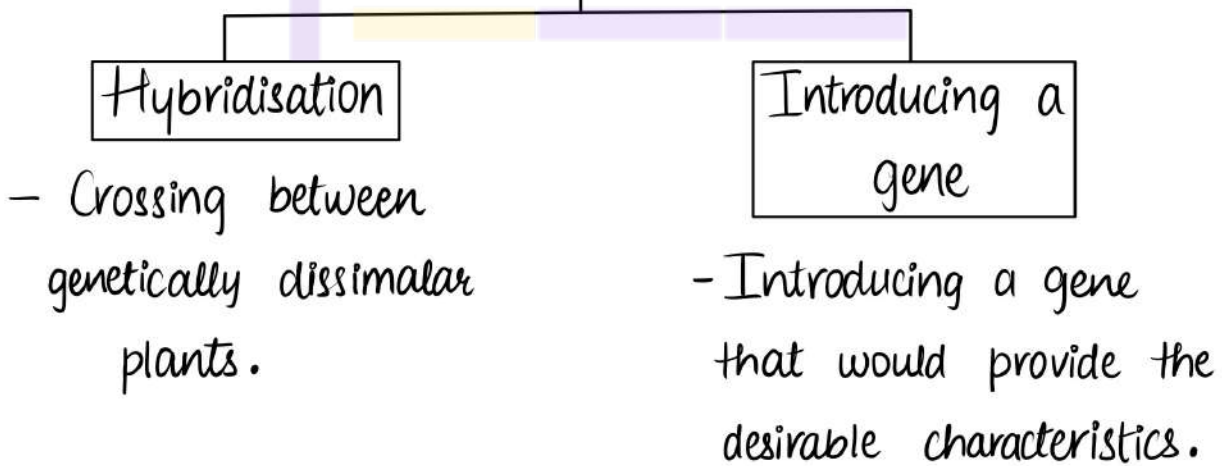 Hybridisation
- Crossing between
genetically dissimalar
plants.
Introducing a
gene
- Introducing a gene
that would provide the
desirable characteristics.